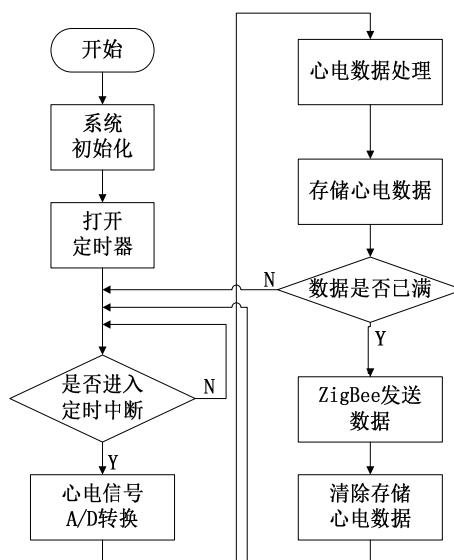 开始
系统
初始化
打开
定时器
是否进入
定时中断
N
Y
心电信号
A/D转换
心电数据处理
存储心电数据
数据是否已满
N
Y
ZigBee发送
数据
清除存储
心电数据